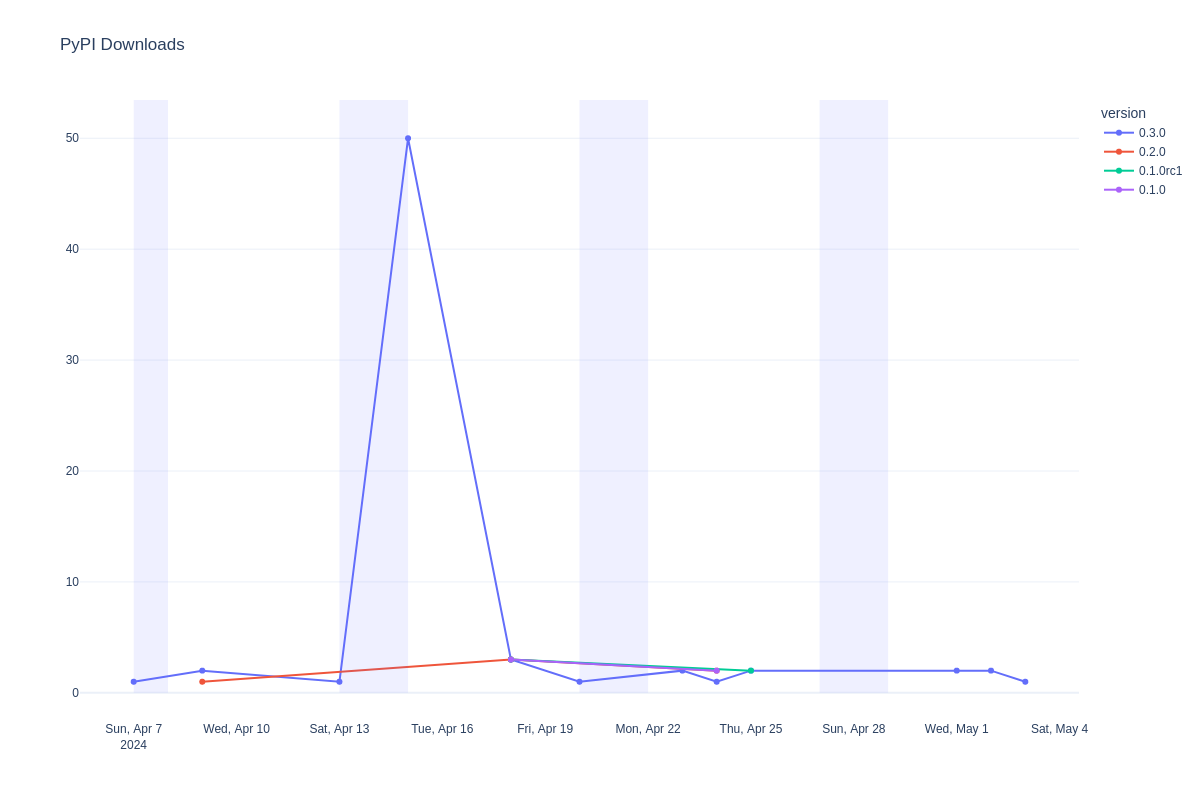 PyPI Downloads
version
0.3.0
0.2.0
0.1.0rc1
0.1.0
50
40
30
20
10
0
Sun, Apr 7 Wed, Apr 10 Sat, Apr 13 Tue, Apr 16 Fri, Apr 19 Mon, Apr 22 Thu, Apr 25 Sun, Apr 28 Wed, May 1 Sat, May 4
2024